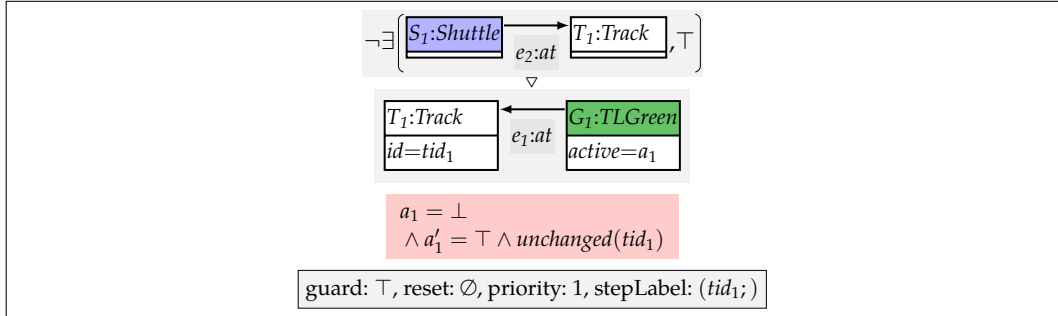 ¬∃ ( S₁:Shuttle e₂:at T₁:Track , ⊤ )
▽
T₁:Track e₁:at G₁:TLGreen
id=tid₁ active=a₁
a₁ = ⊥
∧ a₁′ = ⊤ ∧ unchanged(tid₁)
guard: ⊤, reset: ∅, priority: 1, stepLabel: (tid₁; )